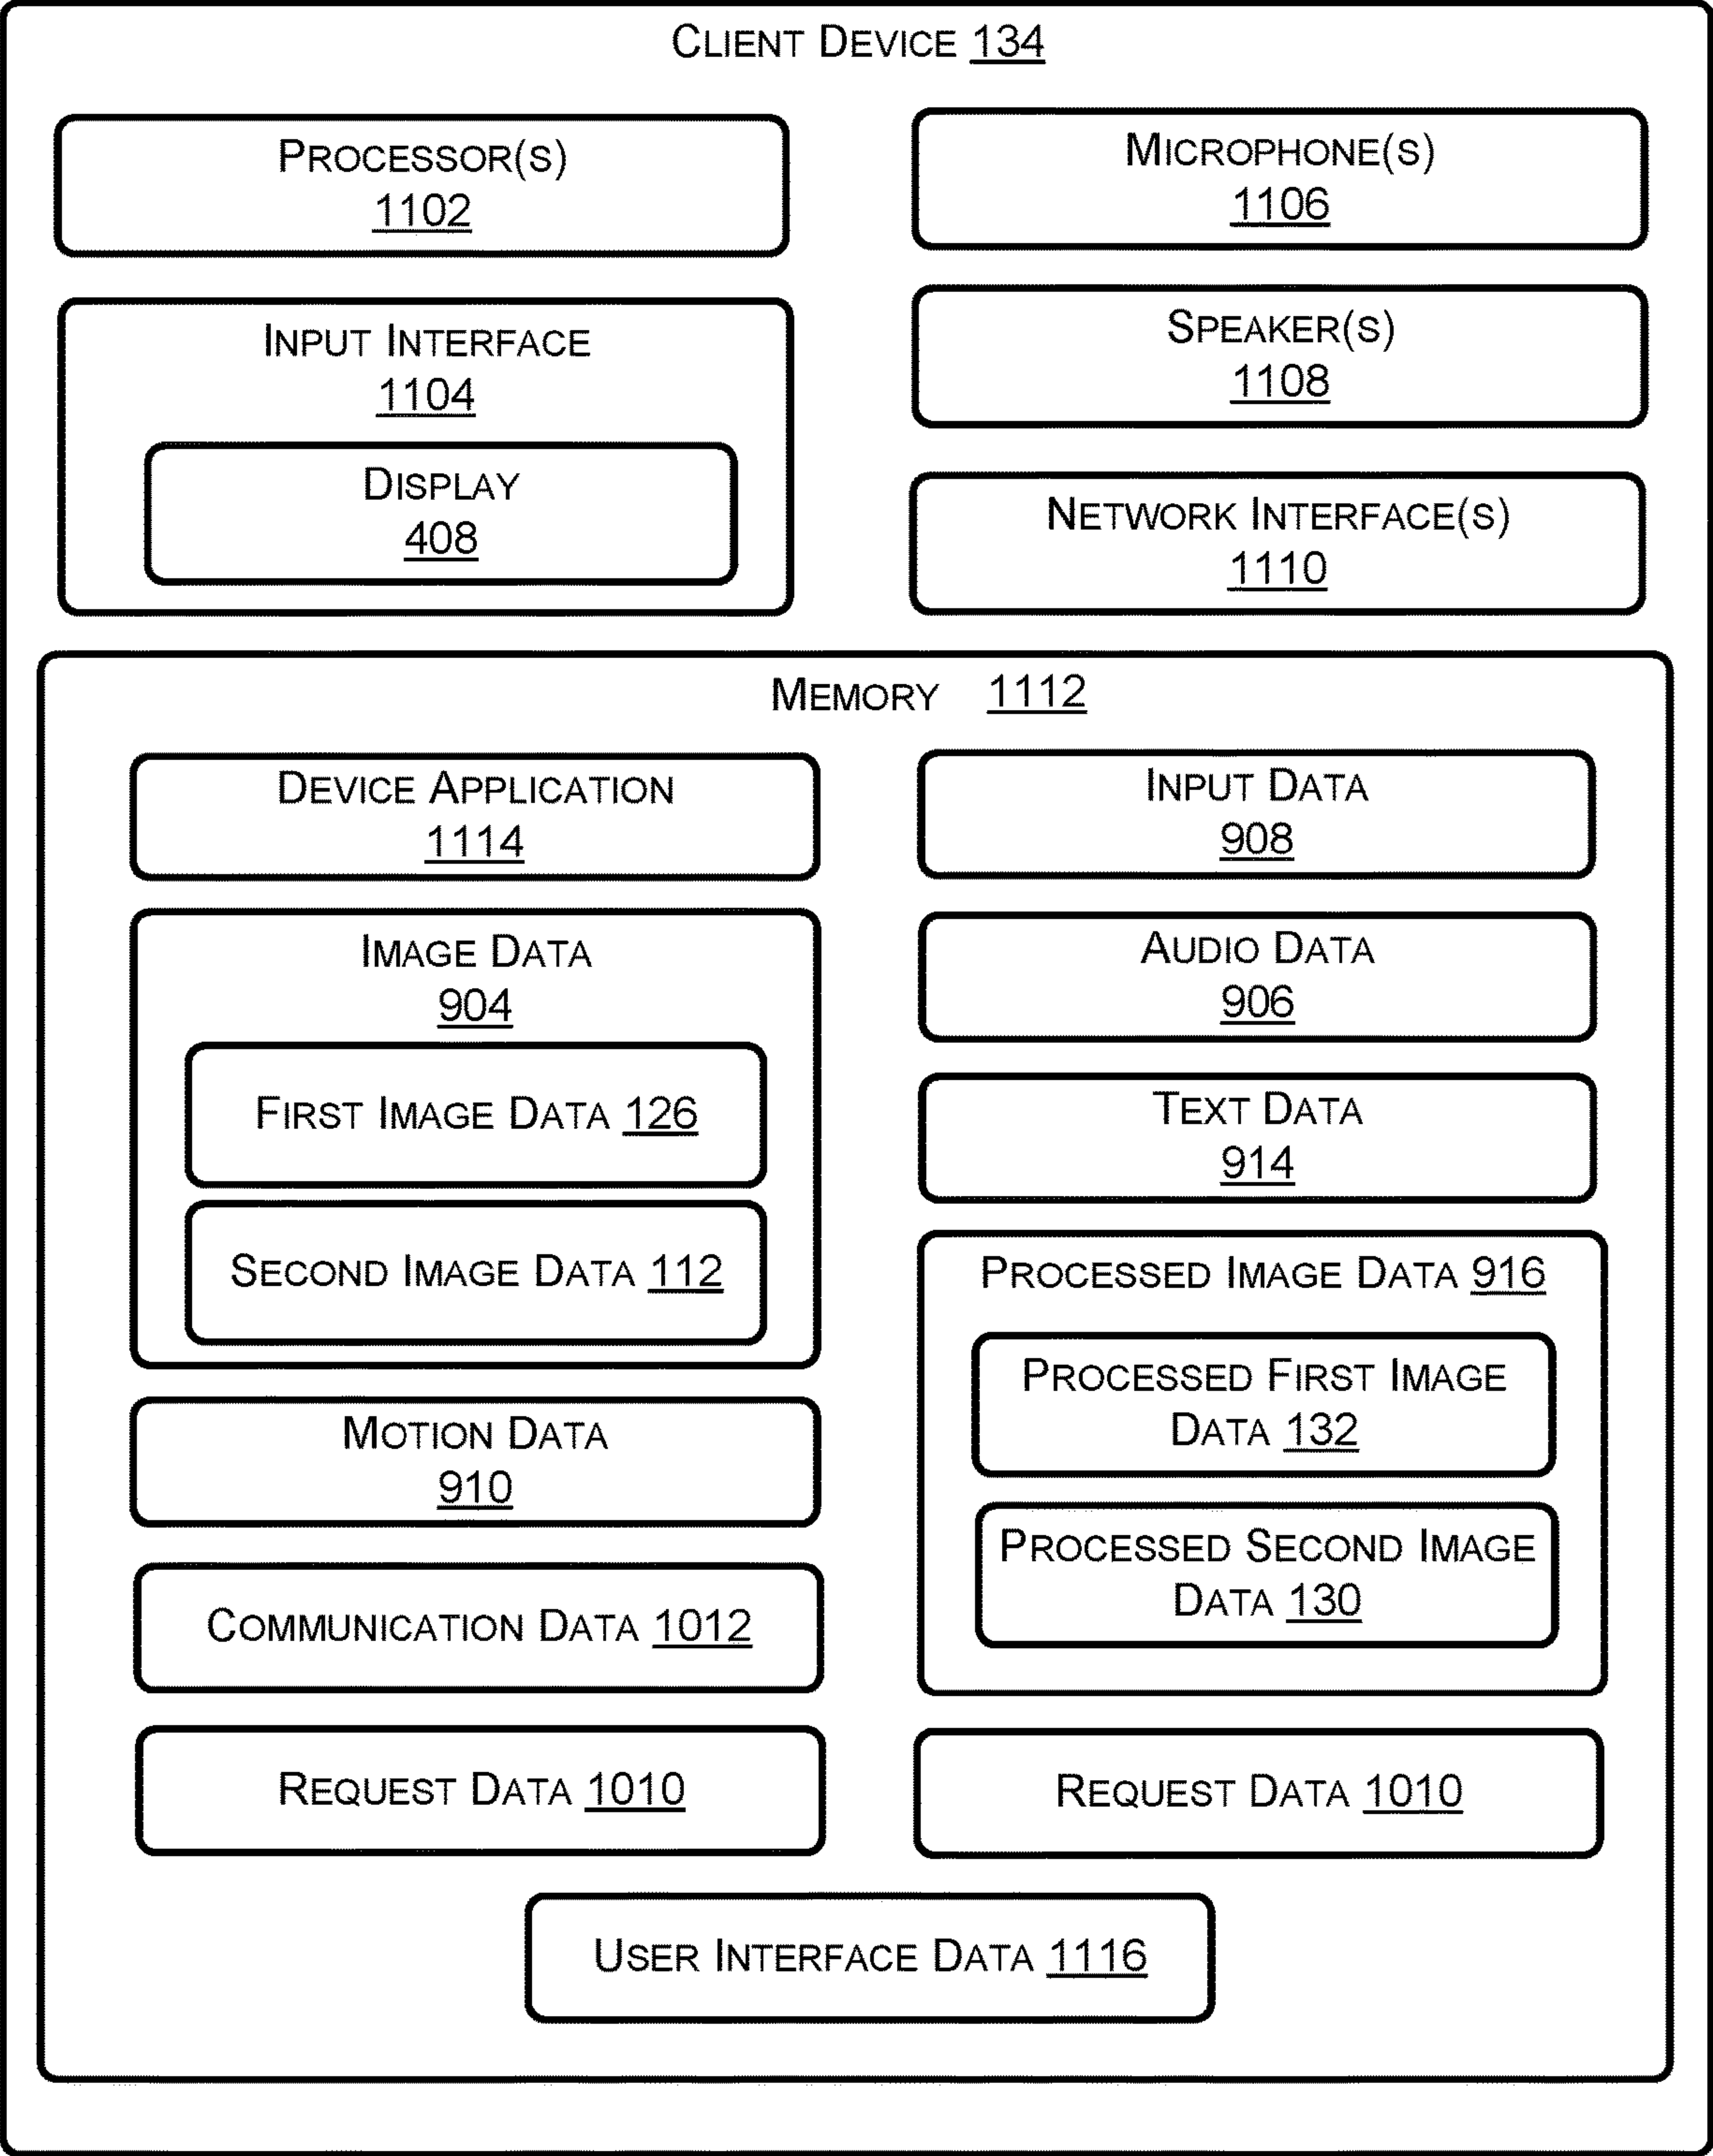 CLIENT DEVICE 134
PROCESSOR(S)
1102
MICROPHONE(S)
1106
INPUT INTERFACE
1104
DISPLAY
408
SPEAKER(S)
1108
NETWORK INTERFACE(S)
1110
MEMORY 1112
DEVICE APPLICATION
1114
INPUT DATA
908
IMAGE DATA
904
FIRST IMAGE DATA 126
SECOND IMAGE DATA 112
AUDIO DATA
906
TEXT DATA
914
PROCESSED IMAGE DATA 916
PROCESSED FIRST IMAGE
DATA 132
PROCESSED SECOND IMAGE
DATA 130
MOTION DATA
910
COMMUNICATION DATA 1012
REQUEST DATA 1010
REQUEST DATA 1010
USER INTERFACE DATA 1116